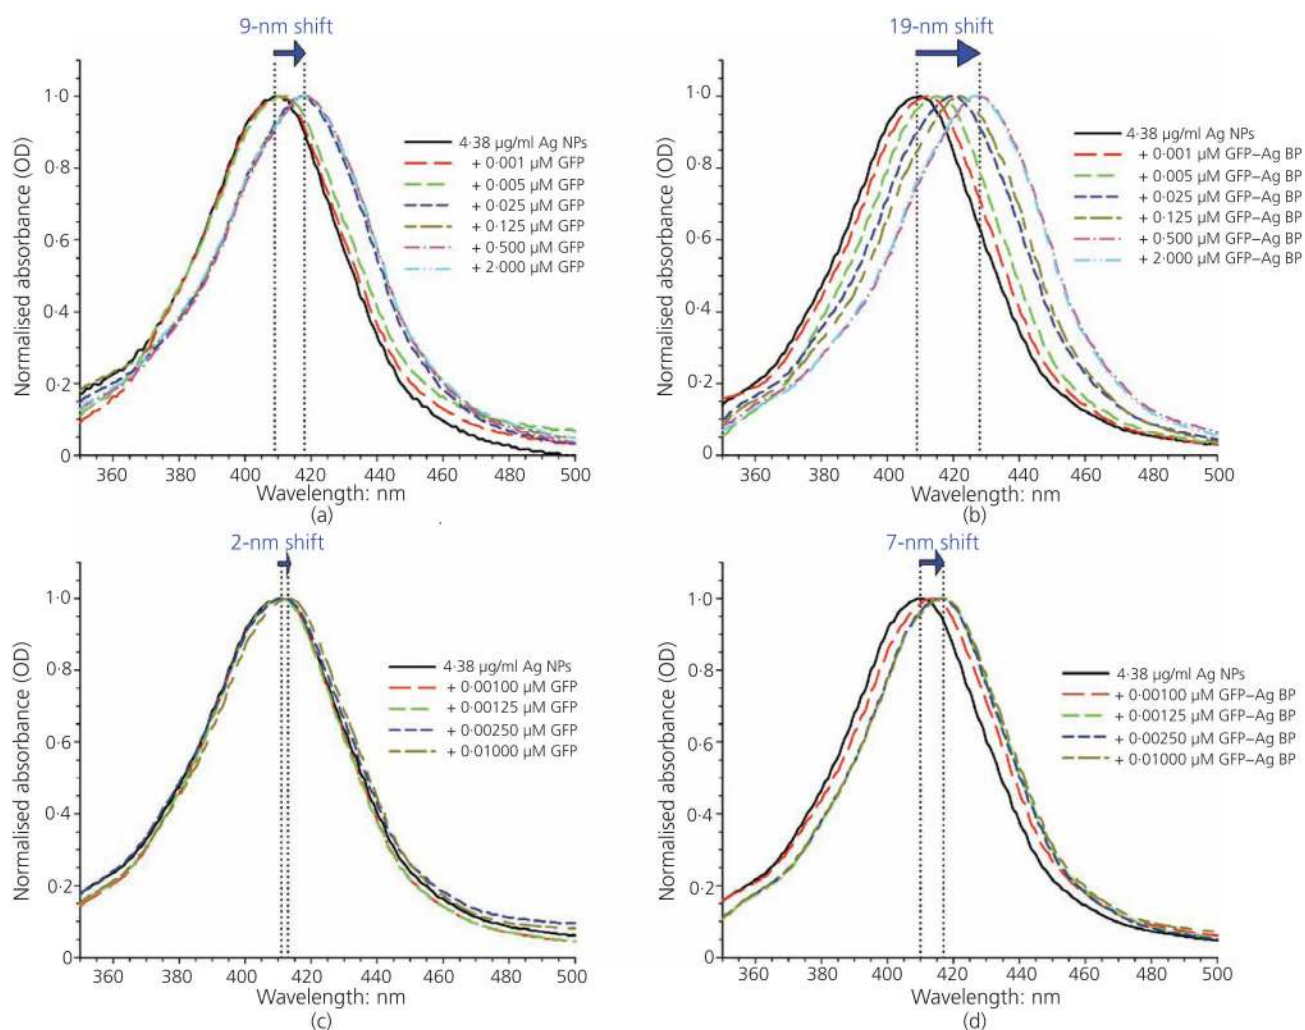 9-nm shift
Normalised absorbance (OD)
1·0
0·8
0·6
0·4
0·2
0
4·38 µg/ml Ag NPs
+ 0·001 µM GFP
+ 0·005 µM GFP
+ 0·025 µM GFP
+ 0·125 µM GFP
+ 0·500 µM GFP
+ 2·000 µM GFP
360 380 400 420 440 460 480 500
Wavelength: nm
(a)
19-nm shift
Normalised absorbance (OD)
1·0
0·8
0·6
0·4
0·2
0
4·38 µg/ml Ag NPs
+ 0·001 µM GFP–Ag BP
+ 0·005 µM GFP–Ag BP
+ 0·025 µM GFP–Ag BP
+ 0·125 µM GFP–Ag BP
+ 0·500 µM GFP–Ag BP
+ 2·000 µM GFP–Ag BP
360 380 400 420 440 460 480 500
Wavelength: nm
(b)
2-nm shift
Normalised absorbance (OD)
1·0
0·8
0·6
0·4
0·2
0
4·38 µg/ml Ag NPs
+ 0·00100 µM GFP
+ 0·00125 µM GFP
+ 0·00250 µM GFP
+ 0·01000 µM GFP
360 380 400 420 440 460 480 500
Wavelength: nm
(c)
7-nm shift
Normalised absorbance (OD)
1·0
0·8
0·6
0·4
0·2
0
4·38 µg/ml Ag NPs
+ 0·00100 µM GFP–Ag BP
+ 0·00125 µM GFP–Ag BP
+ 0·00250 µM GFP–Ag BP
+ 0·01000 µM GFP–Ag BP
360 380 400 420 440 460 480 500
Wavelength: nm
(d)